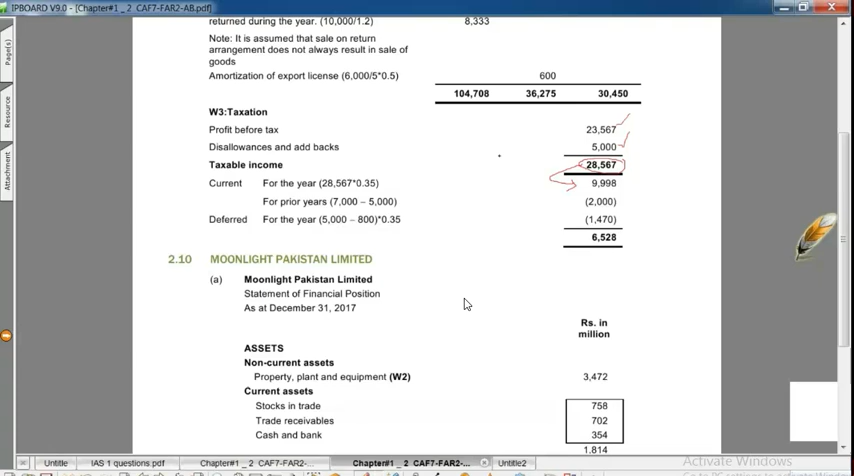 IPBOARD V9.0 - [Chapter#1 _ 2 CAF7-FAR2-AB.pdf]
Page(s)
Resource
Attachment
returned during the year. (10,000/1.2) 8,333
Note: It is assumed that sale on return
arrangement does not always result in sale of
goods
Amortization of export license (6,000/5*0.5) 600
104,708 36,275 30,450
W3:Taxation
Profit before tax 23,567
Disallowances and add backs 5,000
Taxable income 28,567
Current For the year (28,567*0.35) 9,998
For prior years (7,000 – 5,000) (2,000)
Deferred For the year (5,000 – 800)*0.35 (1,470)
6,528
2.10 MOONLIGHT PAKISTAN LIMITED
(a) Moonlight Pakistan Limited
Statement of Financial Position
As at December 31, 2017
Rs. in
million
ASSETS
Non-current assets
Property, plant and equipment (W2) 3,472
Current assets
Stocks in trade 758
Trade receivables 702
Cash and bank 354
1,814
Activate Windows
Untitle IAS 1 questions.pdf Chapter#1 _ 2 CAF7-FAR2-... Chapter#1 _ 2 CAF7-FAR2-... Untitle2